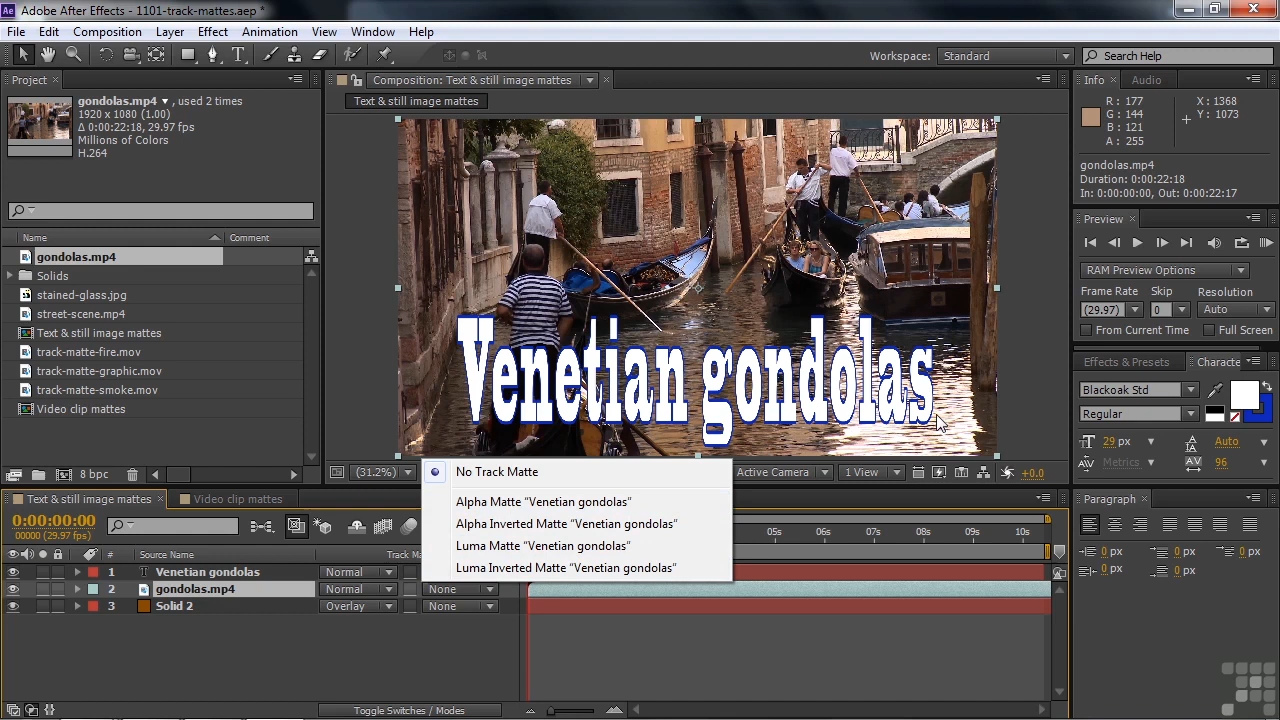 Ae Adobe After Effects - 1101-track-mattes.aep *
File Edit Composition Layer Effect Animation View Window Help
Workspace: Standard Search Help
Project
gondolas.mp4 , used 2 times
1920 x 1080 (1.00)
Δ 0:00:22:18, 29.97 fps
Millions of Colors
H.264
Name Comment
gondolas.mp4
Solids
stained-glass.jpg
street-scene.mp4
Text & still image mattes
track-matte-fire.mov
track-matte-graphic.mov
track-matte-smoke.mov
Video clip mattes
8 bpc
Composition: Text & still image mattes
Text & still image mattes
Venetian gondolas
(31.2%) Active Camera 1 View +0.0
Info Audio
R : 177 X : 1368
G : 144 Y : 1073
B : 121
A : 255
gondolas.mp4
Duration: 0:00:22:18
In: 0:00:00:00, Out: 0:00:22:17
Preview
RAM Preview Options
Frame Rate Skip Resolution
(29.97) 0 Auto
From Current Time Full Screen
Effects & Presets Characte
Blackoak Std
Regular
29 px Auto
Metrics 96
Text & still image mattes Video clip mattes
0:00:00:00
00000 (29.97 fps)
05s 06s 07s 08s 09s 10s
# Source Name Track Ma
1 T Venetian gondolas Normal
2 gondolas.mp4 Normal None
3 Solid 2 Overlay None
Toggle Switches / Modes
No Track Matte
Alpha Matte “Venetian gondolas”
Alpha Inverted Matte “Venetian gondolas”
Luma Matte “Venetian gondolas”
Luma Inverted Matte “Venetian gondolas”
Paragraph
0 px 0 px 0 px
0 px 0 px